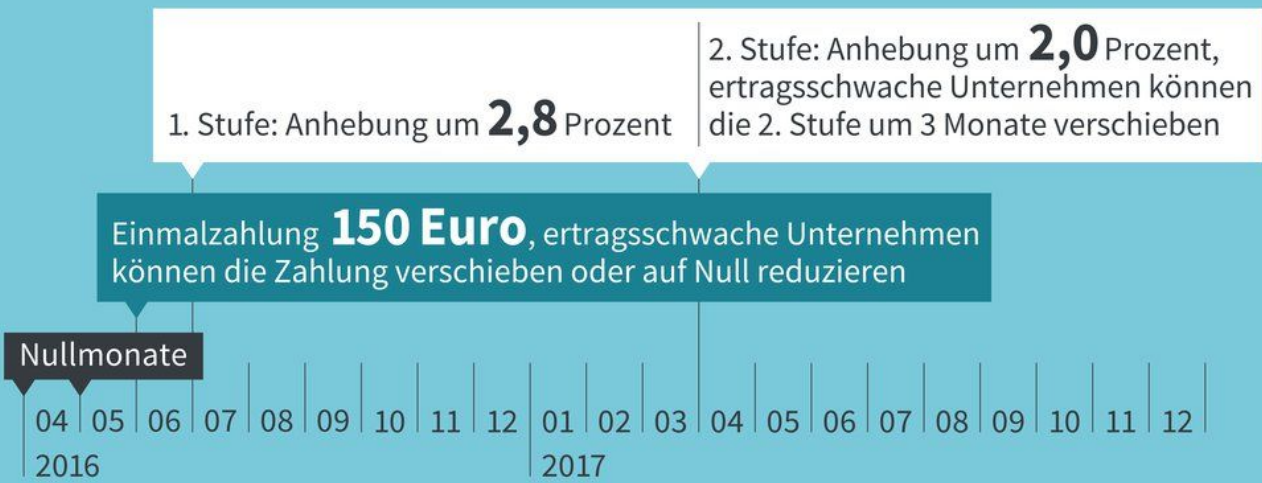 1. Stufe: Anhebung um 2,8 Prozent
2. Stufe: Anhebung um 2,0 Prozent,
ertragsschwache Unternehmen können
die 2. Stufe um 3 Monate verschieben
Einmalzahlung 150 Euro, ertragsschwache Unternehmen
können die Zahlung verschieben oder auf Null reduzieren
Nullmonate
04 05 06 07 08 09 10 11 12 01 02 03 04 05 06 07 08 09 10 11 12
2016 2017